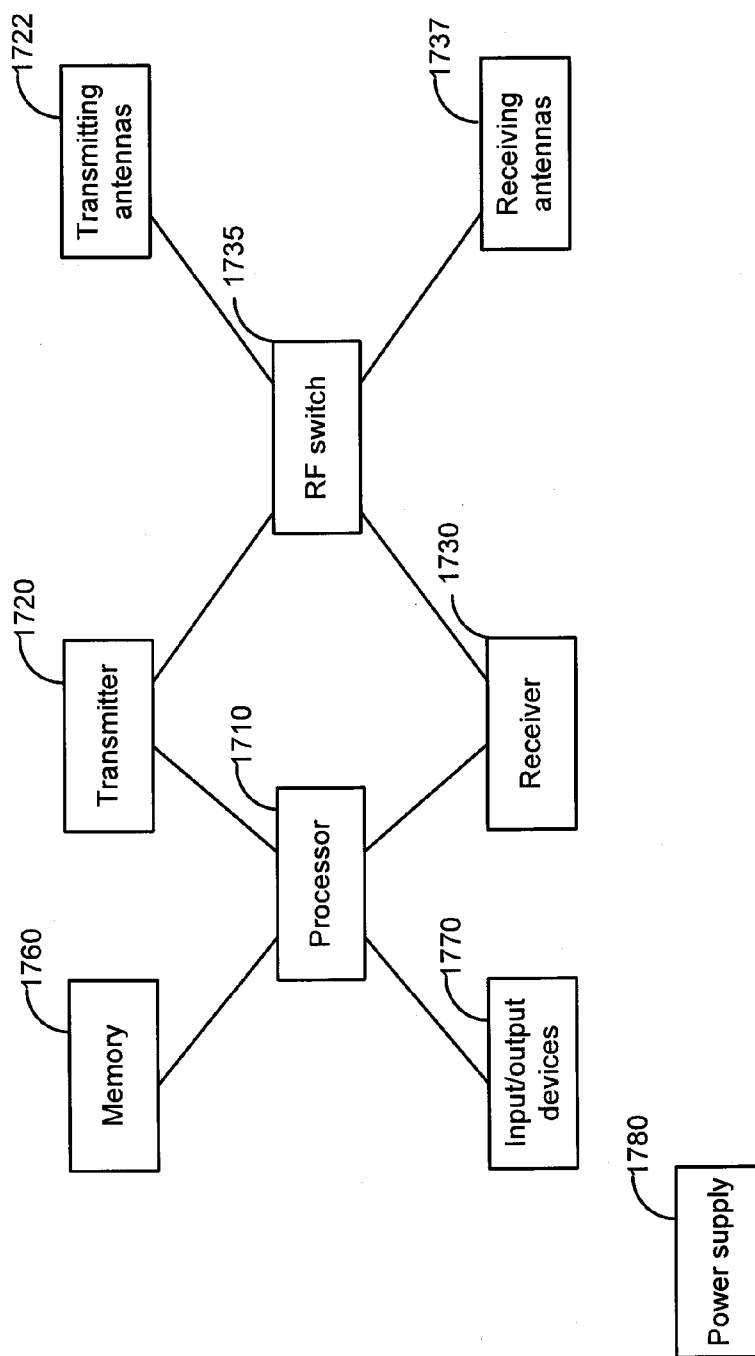 1722
Transmitting
antennas
1737
Receiving
antennas
1735
RF switch
1720
Transmitter
1730
Receiver
1710
Processor
1760
Memory
1770
Input/output
devices
1780
Power supply